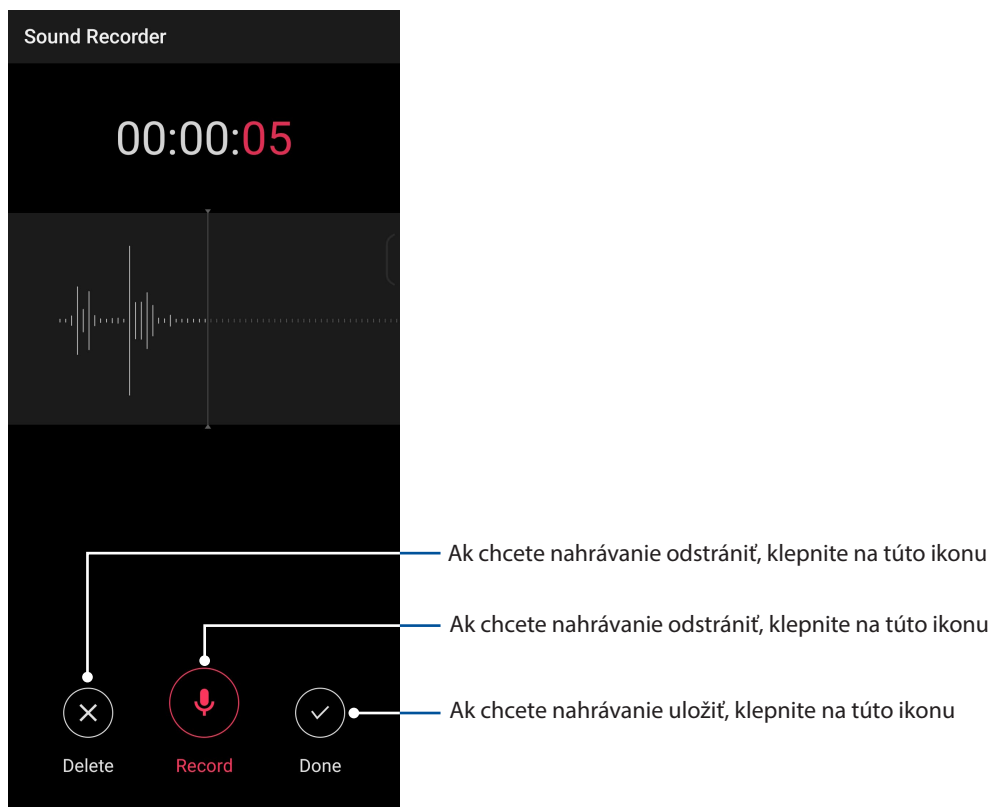 Sound Recorder
00:00:05
Ak chcete nahrávanie odstrániť, klepnite na túto ikonu
Ak chcete nahrávanie odstrániť, klepnite na túto ikonu
Ak chcete nahrávanie uložiť, klepnite na túto ikonu
Delete Record Done